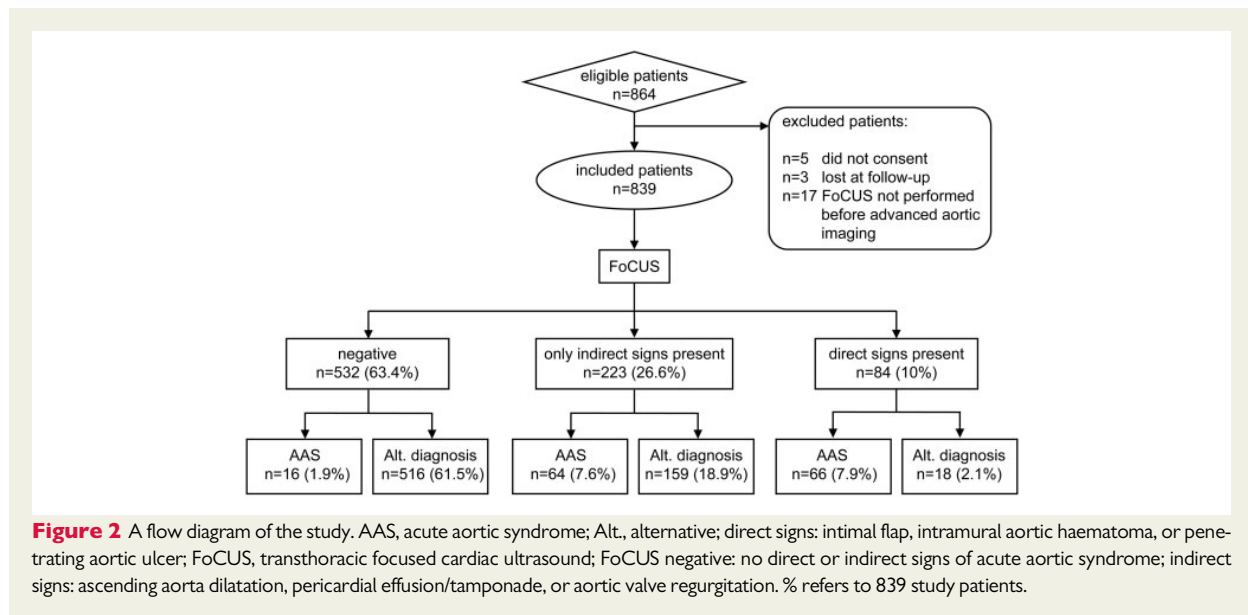 eligible patients
n=864
excluded patients:
n=5 did not consent
n=3 lost at follow-up
n=17 FoCUS not performed
before advanced aortic
imaging
included patients
n=839
FoCUS
negative
n=532 (63.4%)
only indirect signs present
n=223 (26.6%)
direct signs present
n=84 (10%)
AAS
n=16 (1.9%)
Alt. diagnosis
n=516 (61.5%)
AAS
n=64 (7.6%)
Alt. diagnosis
n=159 (18.9%)
AAS
n=66 (7.9%)
Alt. diagnosis
n=18 (2.1%)
Figure 2 A flow diagram of the study. AAS, acute aortic syndrome; Alt., alternative; direct signs: intimal flap, intramural aortic haematoma, or pene-
trating aortic ulcer; FoCUS, transthoracic focused cardiac ultrasound; FoCUS negative: no direct or indirect signs of acute aortic syndrome; indirect
signs: ascending aorta dilatation, pericardial effusion/tamponade, or aortic valve regurgitation. % refers to 839 study patients.